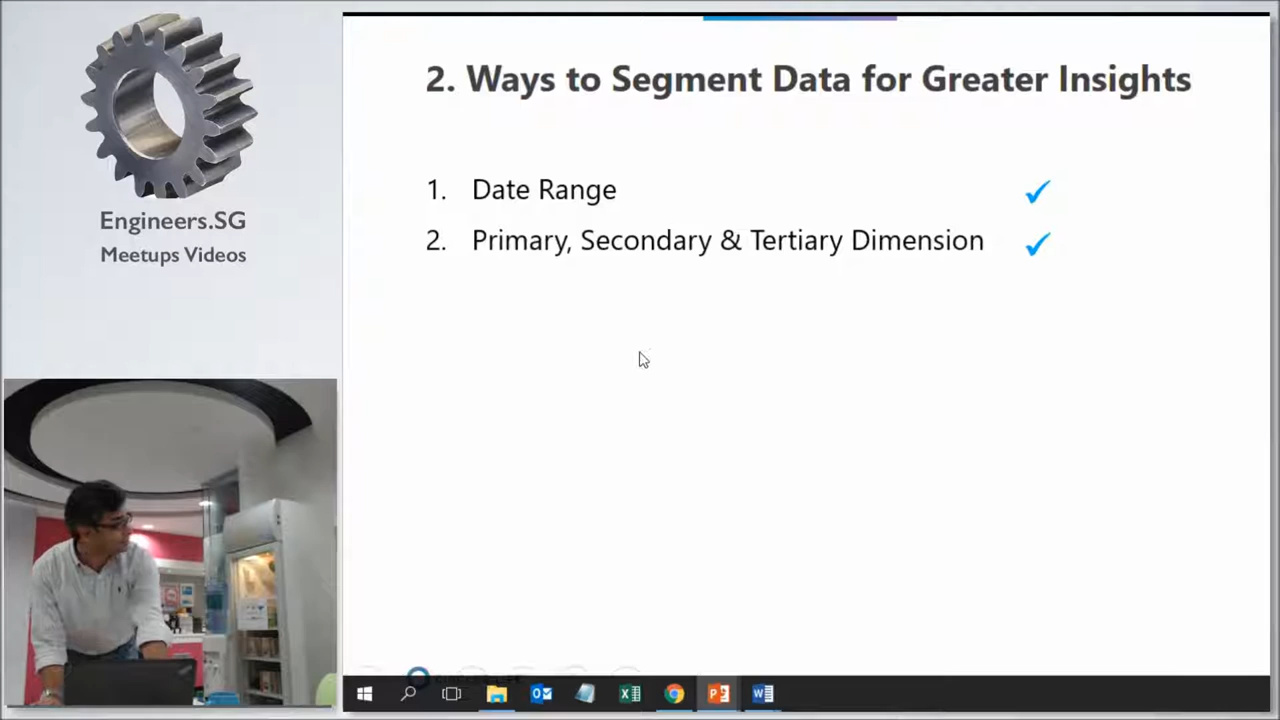 Engineers.SG
Meetups Videos
2. Ways to Segment Data for Greater Insights
1. Date Range
2. Primary, Secondary & Tertiary Dimension